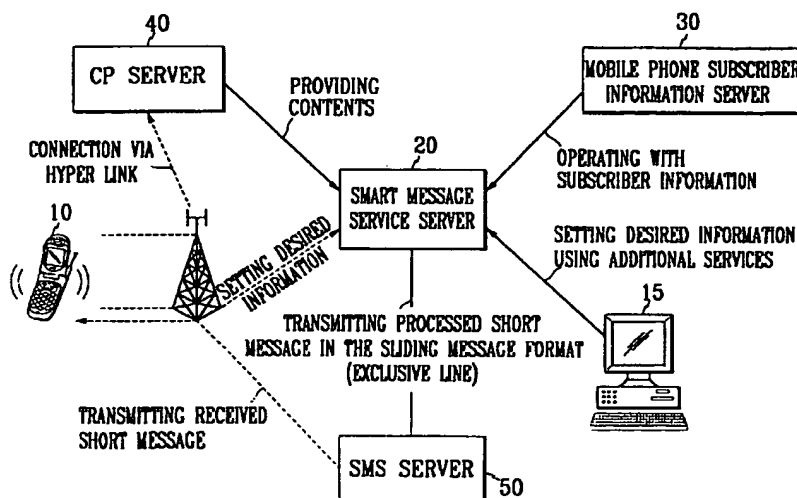 40
CP SERVER
30
MOBILE PHONE SUBSCRIBER
INFORMATION SERVER
PROVIDING
CONTENTS
CONNECTION VIA
HYPER LINK
20
SMART MESSAGE
SERVICE SERVER
OPERATING WITH
SUBSCRIBER INFORMATION
10
SETTING DESIRED
INFORMATION
SETTING DESIRED INFORMATION
USING ADDITIONAL SERVICES
15
TRANSMITTING PROCESSED SHORT
MESSAGE IN THE SLIDING MESSAGE FORMAT
(EXCLUSIVE LINE)
TRANSMITTING RECEIVED
SHORT MESSAGE
SMS SERVER
50